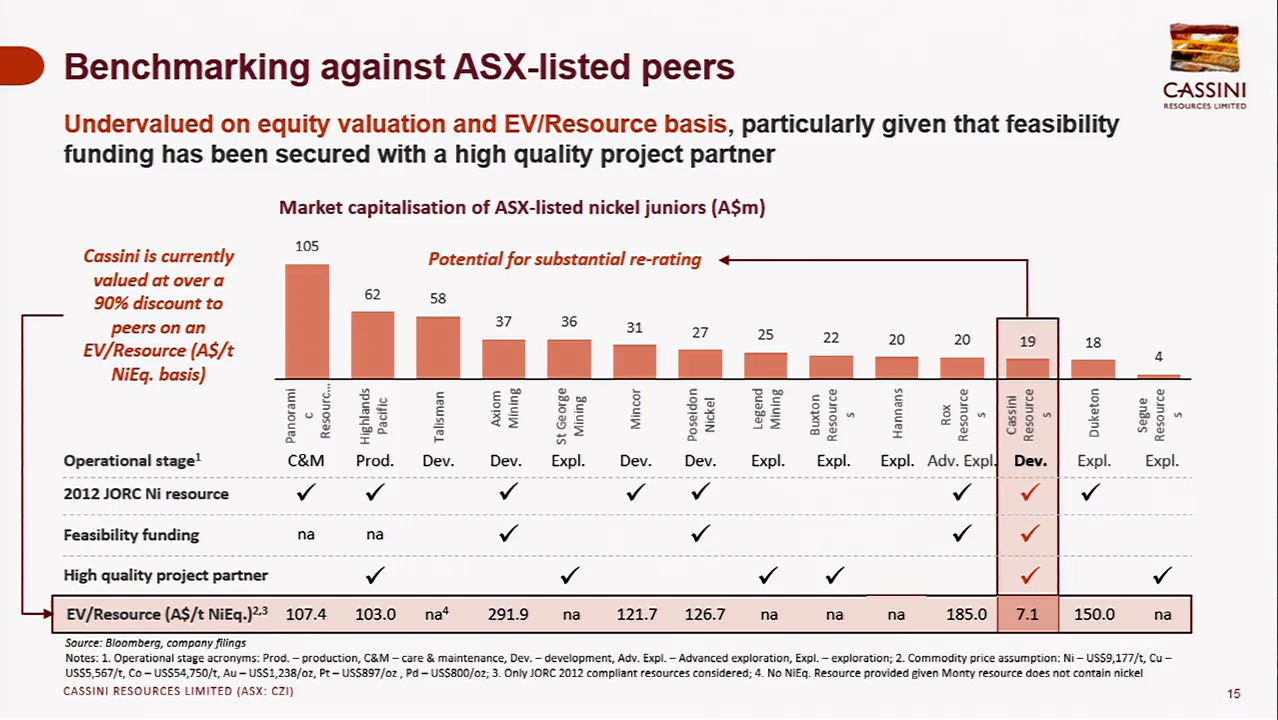 Benchmarking against ASX-listed peers
CASSINI
RESOURCES LIMITED
Undervalued on equity valuation and EV/Resource basis, particularly given that feasibility
funding has been secured with a high quality project partner
Market capitalisation of ASX-listed nickel juniors (A$m)
Cassini is currently
valued at over a
90% discount to
peers on an
EV/Resource (A$/t
NiEq. basis)
Potential for substantial re-rating
105 62 58 37 36 31 27 25 22 20 20 19 18 4
Panorami
c
Resourc...
Highlands
Pacific
Talisman
Axiom
Mining
St George
Mining
Mincor
Poseidon
Nickel
Legend
Mining
Buxton
Resource
s
Hannans
Rox
Resource
s
Cassini
Resource
s
Duketon
Segue
Resource
s
Operational stage1 C&M Prod. Dev. Dev. Expl. Dev. Dev. Expl. Expl. Expl. Adv. Expl. Dev. Expl. Expl.
2012 JORC Ni resource ✓ ✓ ✓ ✓ ✓ ✓ ✓ ✓
Feasibility funding na na ✓ ✓ ✓ ✓
High quality project partner ✓ ✓ ✓ ✓ ✓ ✓
EV/Resource (A$/t NiEq.)2,3 107.4 103.0 na4 291.9 na 121.7 126.7 na na na 185.0 7.1 150.0 na
Source: Bloomberg, company filings
Notes: 1. Operational stage acronyms: Prod. – production, C&M – care & maintenance, Dev. – development, Adv. Expl. – Advanced exploration, Expl. – exploration; 2. Commodity price assumption: Ni – US$9,177/t, Cu –
US$5,567/t, Co – US$54,750/t, Au – US$1,238/oz, Pt – US$897/oz , Pd – US$800/oz; 3. Only JORC 2012 compliant resources considered; 4. No NiEq. Resource provided given Monty resource does not contain nickel
CASSINI RESOURCES LIMITED (ASX: CZI)
15